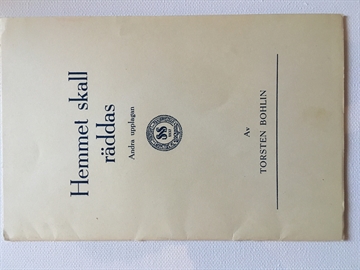 Hemmet skall
räddas
Andra upplagan
Av
TORSTEN BOHLIN